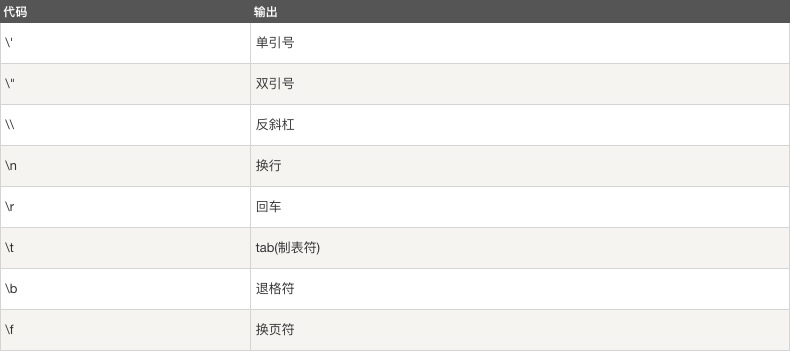 代码 输出
\' 单引号
\" 双引号
\\ 反斜杠
\n 换行
\r 回车
\t tab(制表符)
\b 退格符
\f 换页符